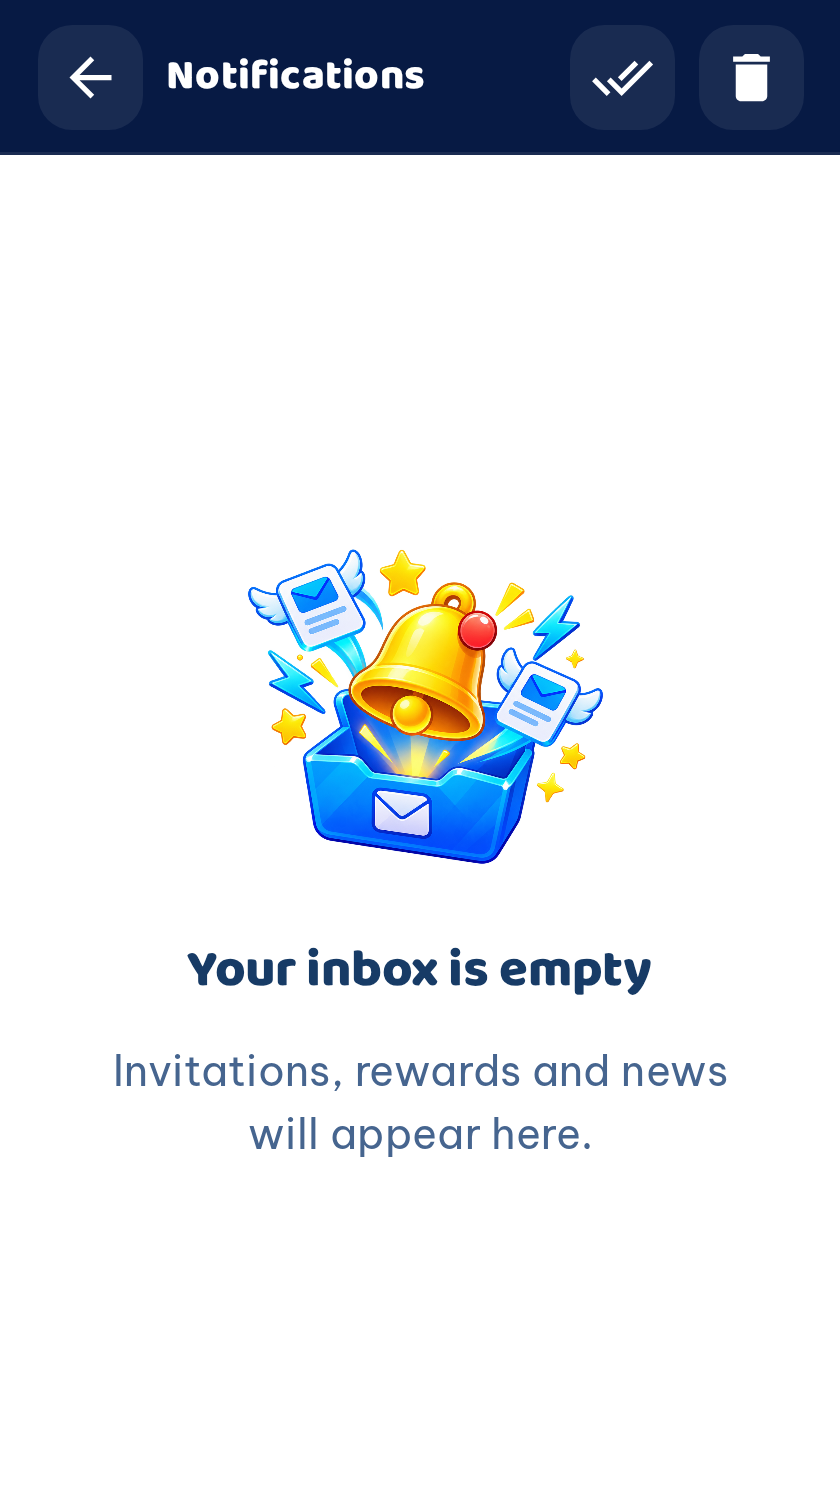 Notifications
Your inbox is empty
Invitations, rewards and news
will appear here.